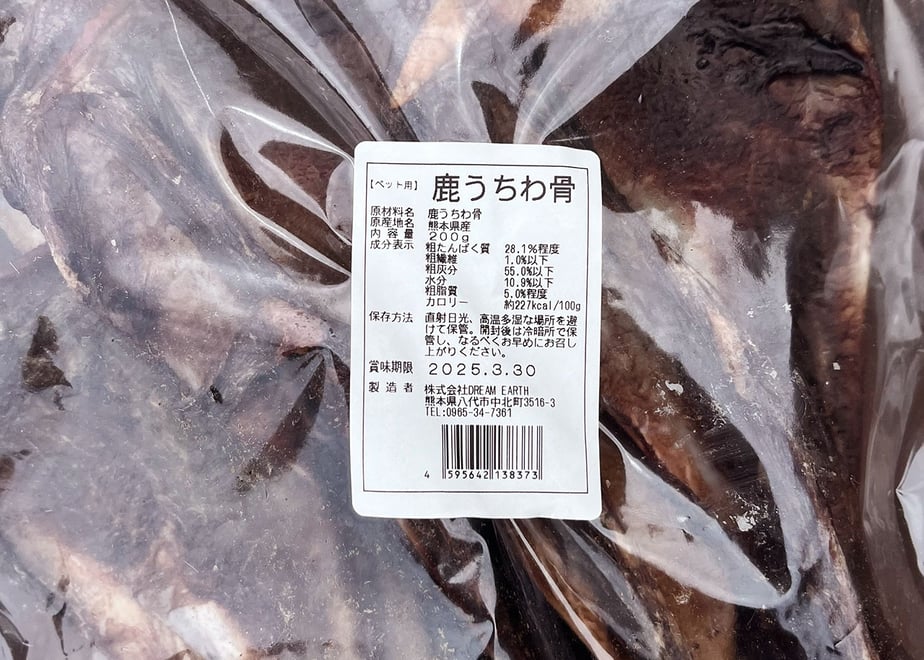 【ペット用】 鹿うちわ骨
原材料名 鹿うちわ骨
原産地名 熊本県産
内容量 200g
成分表示 粗たんぱく質 28.1%程度
粗繊維 1.0%以下
粗灰分 55.0%以下
水分 10.9%以下
粗脂質 5.0%程度
カロリー 約227kcal/100g
保存方法 直射日光、高温多湿な場所を避
けて保管。開封後は冷暗所で保
管し、なるべくお早めにお召し
上がりください。
賞味期限 2025.3.30
製造者 株式会社DREAM EARTH
熊本県八代市中北町3516-3
TEL:0965-34-7361
4 595642 138373